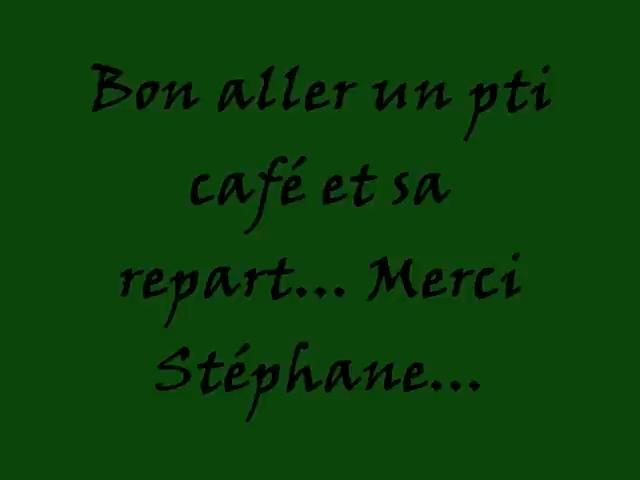 Bon aller un pti
café et sa
repart... Merci
Stéphane...